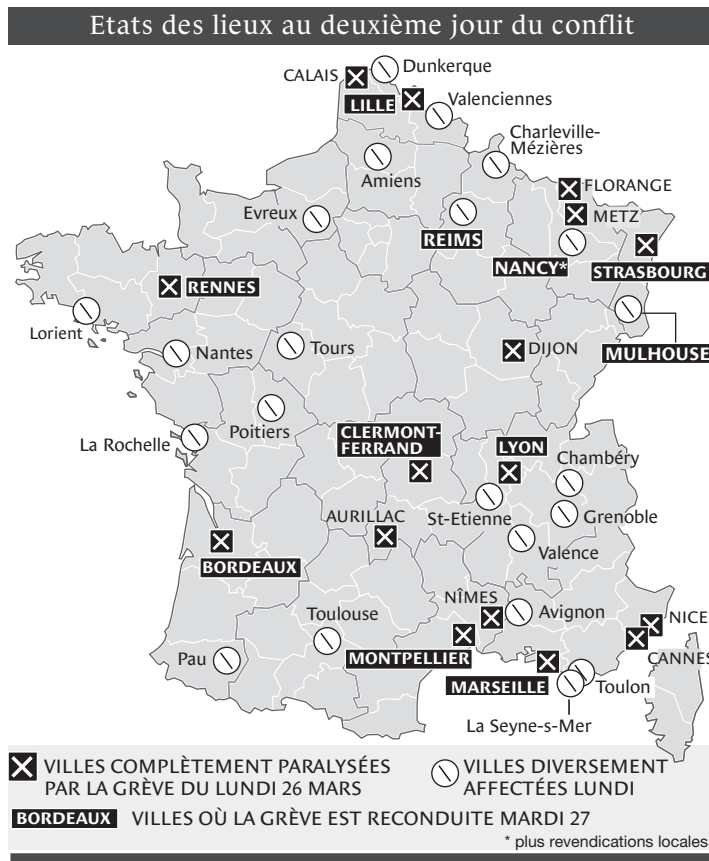 Etats des lieux au deuxième jour du conflit
Dunkerque
CALAIS
LILLE
Valenciennes
Charleville-
Mézières
Amiens
FLORANGE
METZ
Evreux
REIMS
NANCY*
STRASBOURG
RENNES
Lorient
Nantes
Tours
DIJON
MULHOUSE
Poitiers
La Rochelle
CLERMONT-
FERRAND
LYON
Chambéry
AURILLAC
St-Etienne
Grenoble
Valence
BORDEAUX
NÎMES
Avignon
Toulouse
NICE
Pau
MONTPELLIER
CANNES
MARSEILLE
Toulon
La Seyne-s-Mer
VILLES COMPLÈTEMENT PARALYSÉES
PAR LA GRÈVE DU LUNDI 26 MARS
VILLES DIVERSEMENT
AFFECTÉES LUNDI
BORDEAUX VILLES OÙ LA GRÈVE EST RECONDUITE MARDI 27
* plus revendications locales